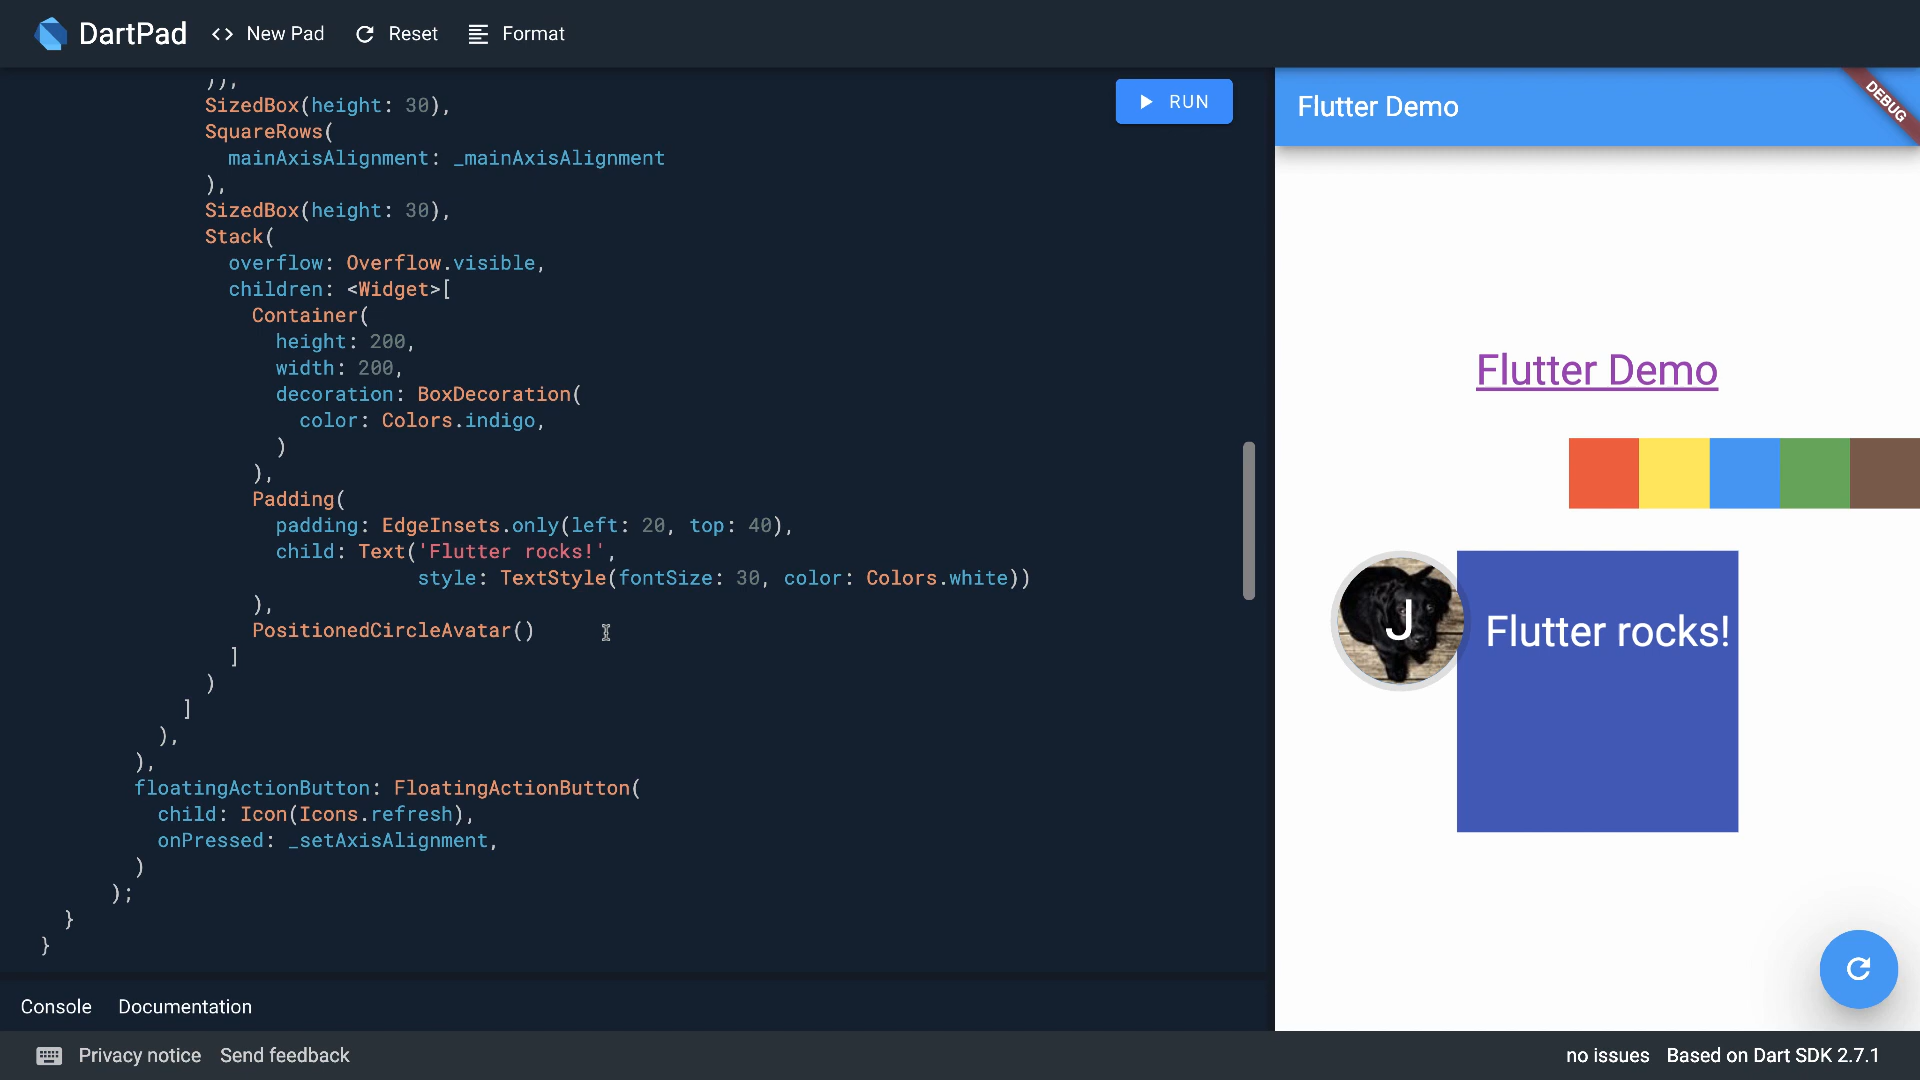 DartPad
<> New Pad
Reset
Format
)),
SizedBox(height: 30),
SquareRows(
mainAxisAlignment: _mainAxisAlignment
),
SizedBox(height: 30),
Stack(
overflow: Overflow.visible,
children: <Widget>[
Container(
height: 200,
width: 200,
decoration: BoxDecoration(
color: Colors.indigo,
)
),
Padding(
padding: EdgeInsets.only(left: 20, top: 40),
child: Text('Flutter rocks!',
style: TextStyle(fontSize: 30, color: Colors.white))
),
PositionedCircleAvatar()
]
)
]
),
),
floatingActionButton: FloatingActionButton(
child: Icon(Icons.refresh),
onPressed: _setAxisAlignment,
)
);
}
}
RUN
Flutter Demo
DEBUG
Flutter Demo
J
Flutter rocks!
Console
Documentation
Privacy notice
Send feedback
no issues
Based on Dart SDK 2.7.1